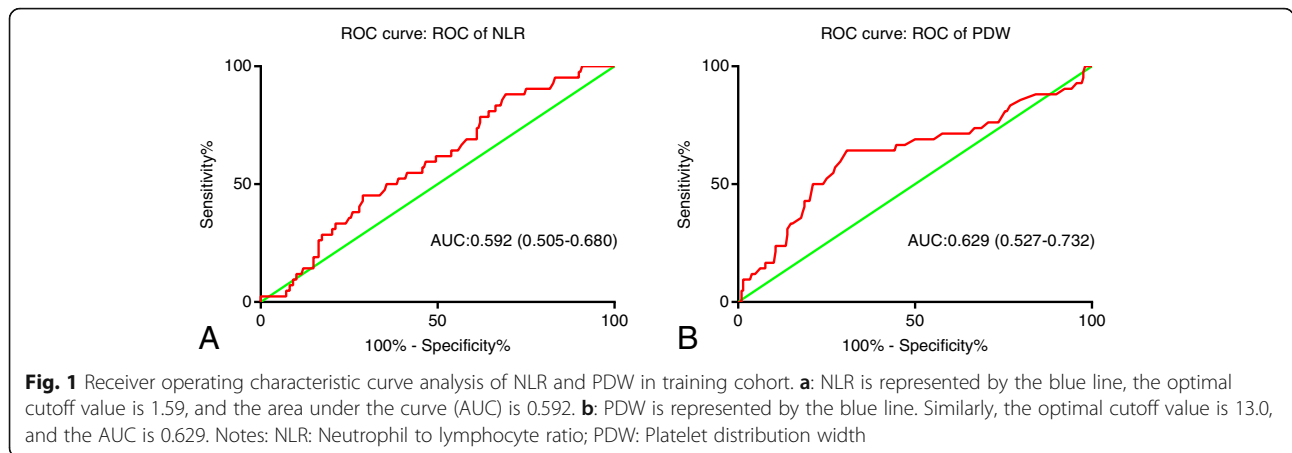 ROC curve: ROC of NLR
100
50
0
Sensitivity%
AUC:0.592 (0.505-0.680)
0 50 100
100% - Specificity%
A
ROC curve: ROC of PDW
100
50
0
Sensitivity%
AUC:0.629 (0.527-0.732)
0 50 100
100% - Specificity%
B
Fig. 1 Receiver operating characteristic curve analysis of NLR and PDW in training cohort. a: NLR is represented by the blue line, the optimal
cutoff value is 1.59, and the area under the curve (AUC) is 0.592. b: PDW is represented by the blue line. Similarly, the optimal cutoff value is 13.0,
and the AUC is 0.629. Notes: NLR: Neutrophil to lymphocyte ratio; PDW: Platelet distribution width